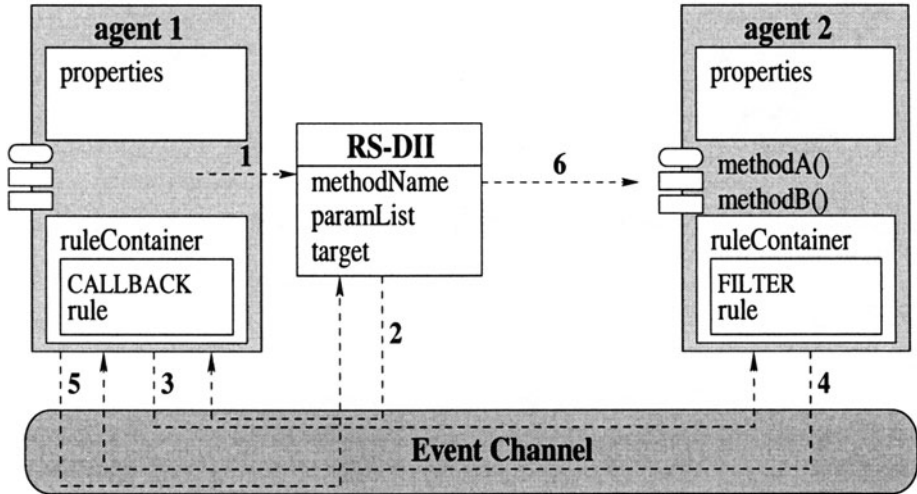 agent 1
properties
ruleContainer
CALLBACK
rule
1
RS-DII
methodName
paramList
target
6
agent 2
properties
methodA()
methodB()
ruleContainer
FILTER
rule
2
5
3
4
Event Channel